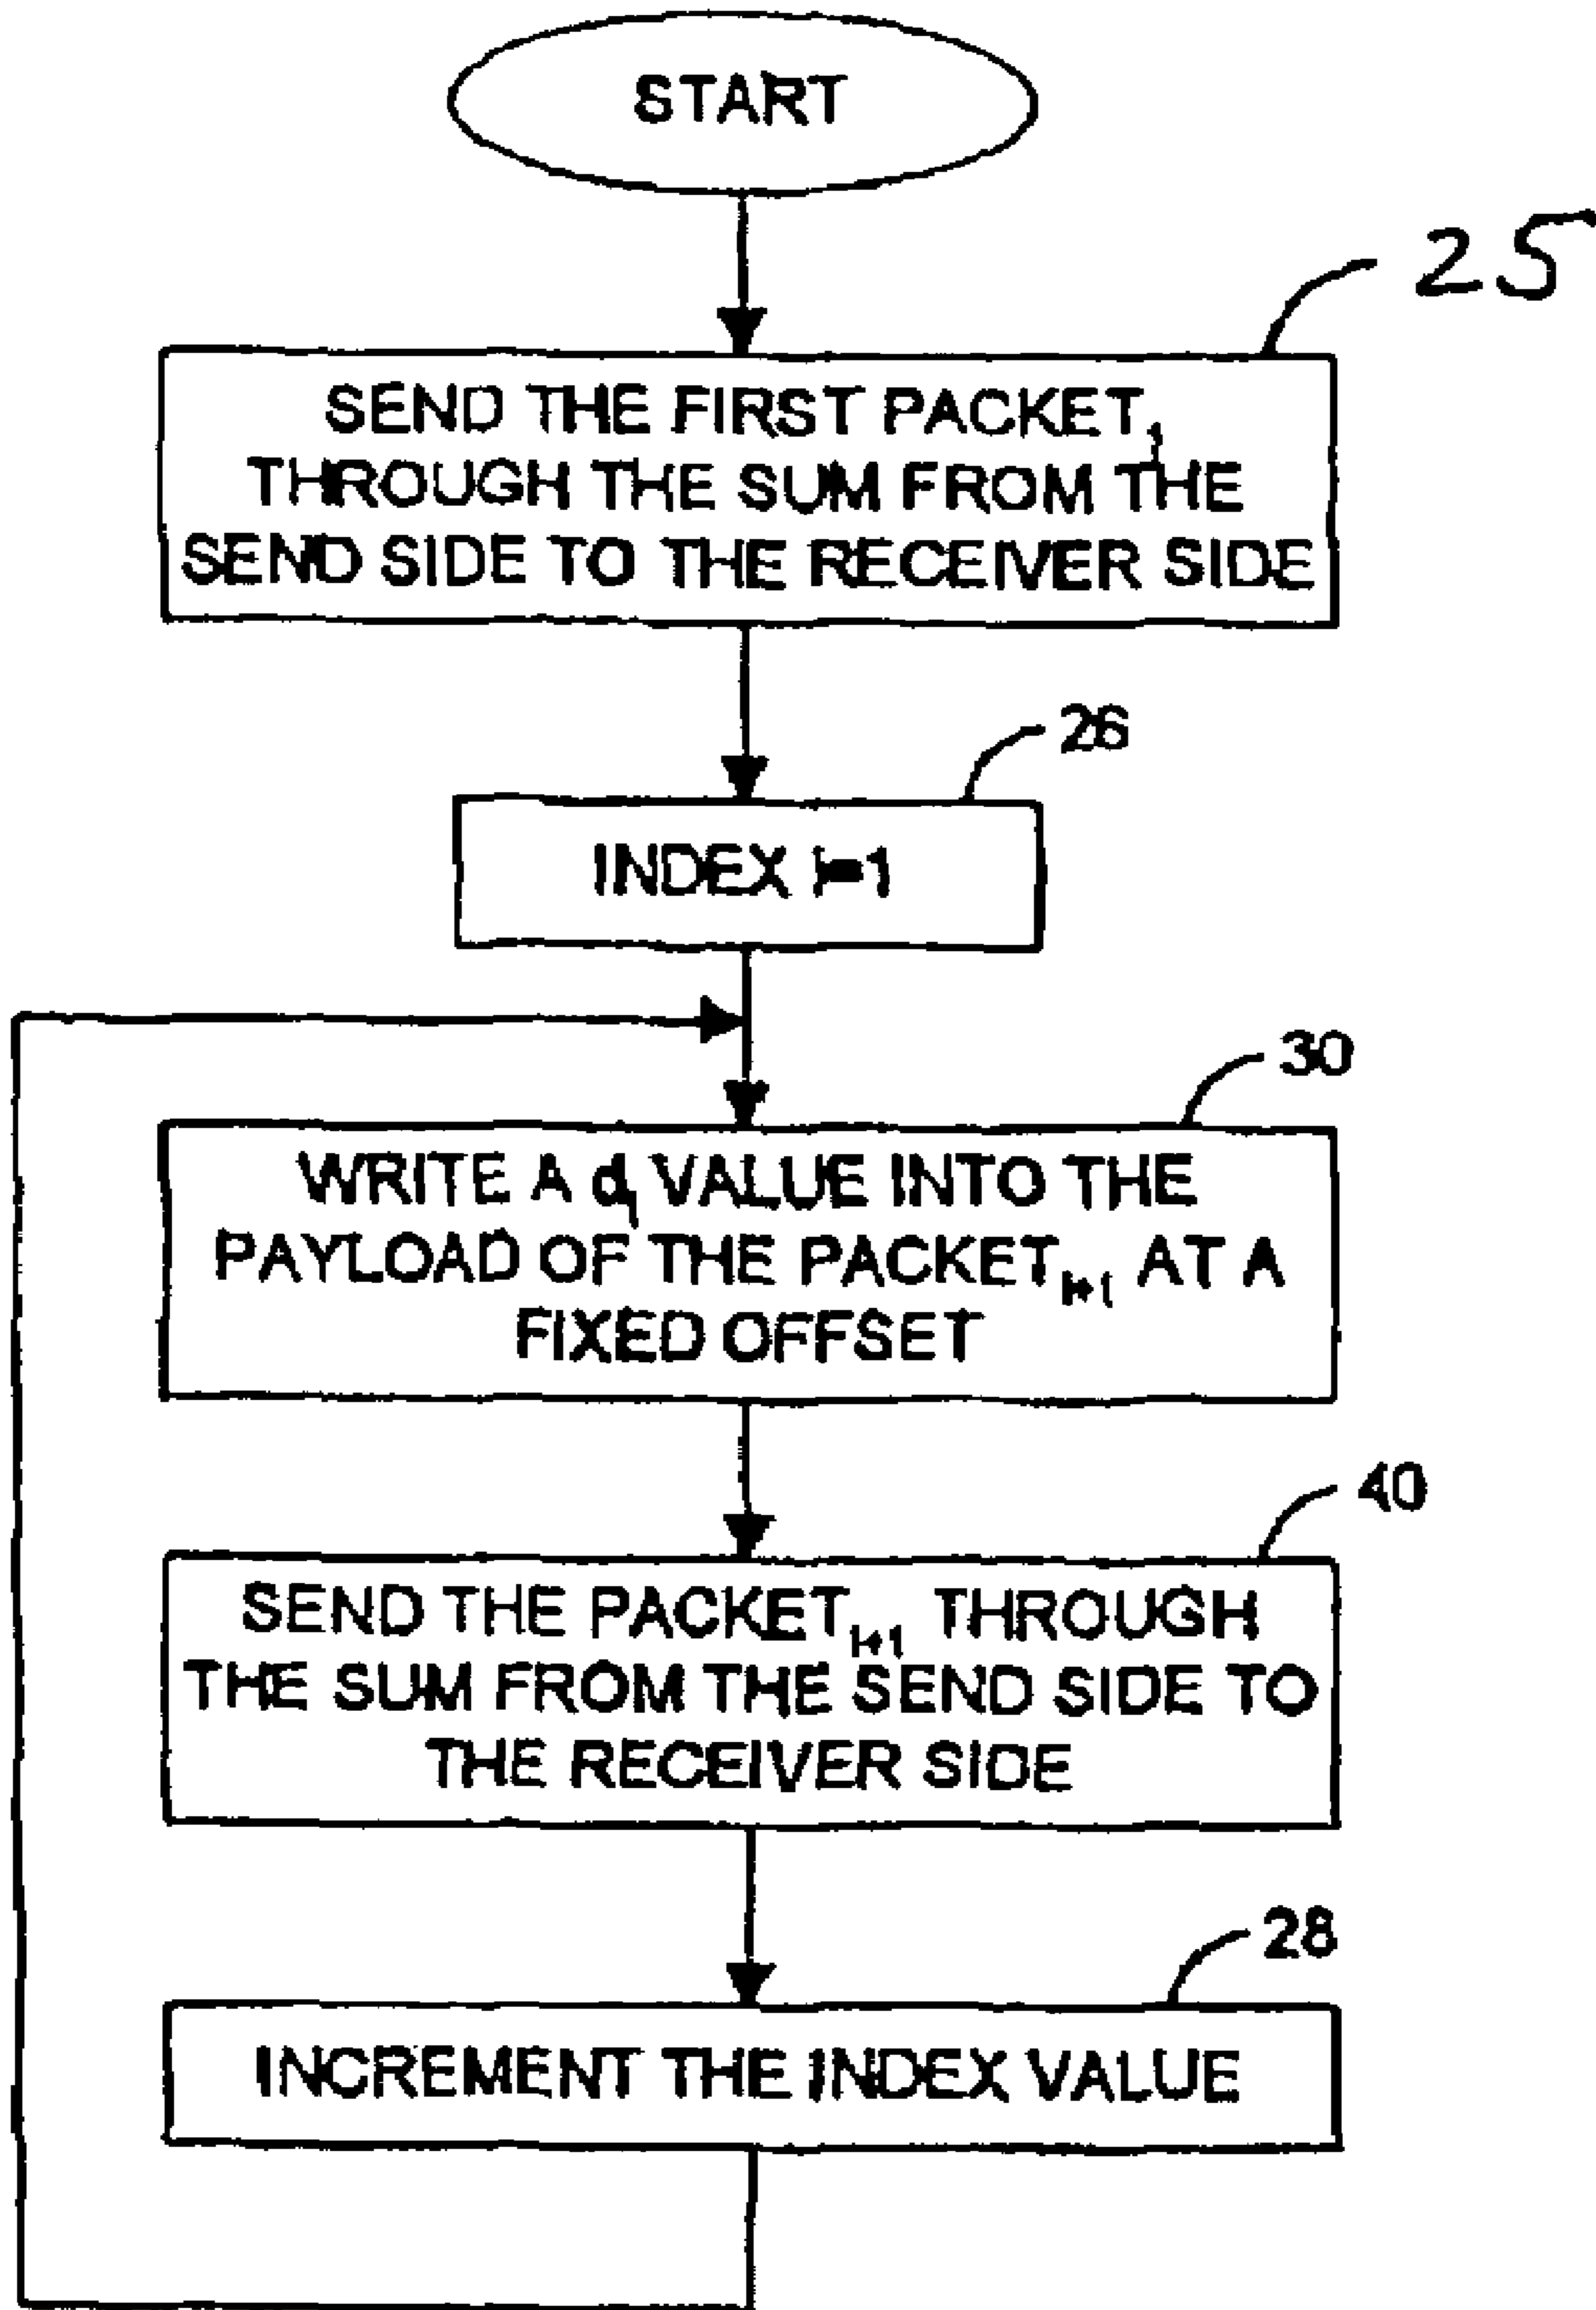 START
25
SEND THE FIRST PACKET₁
THROUGH THE SUM FROM THE
SEND SIDE TO THE RECEIVER SIDE
26
INDEX i=1
30
WRITE A dᵢ VALUE INTO THE
PAYLOAD OF THE PACKETᵢ₊₁ AT A
FIXED OFFSET
40
SEND THE PACKETᵢ₊₁ THROUGH
THE SUM FROM THE SEND SIDE TO
THE RECEIVER SIDE
28
INCREMENT THE INDEX VALUE